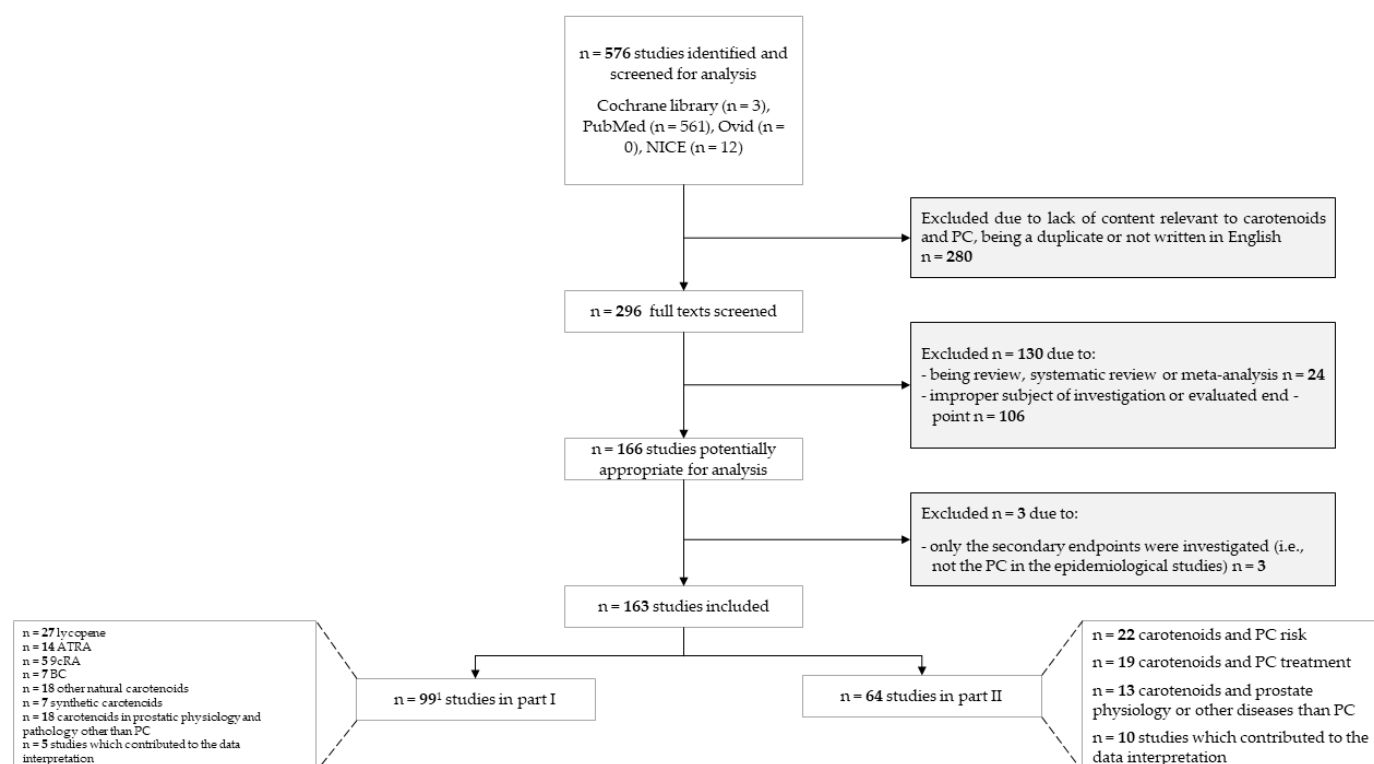 n = 576 studies identified and
screened for analysis
Cochrane library (n = 3),
PubMed (n = 561), Ovid (n =
0), NICE (n = 12)
Excluded due to lack of content relevant to carotenoids
and PC, being a duplicate or not written in English
n = 280
n = 296 full texts screened
Excluded n = 130 due to:
- being review, systematic review or meta-analysis n = 24
- improper subject of investigation or evaluated end -
point n = 106
n = 166 studies potentially
appropriate for analysis
Excluded n = 3 due to:
- only the secondary endpoints were investigated (i.e.,
not the PC in the epidemiological studies) n = 3
n = 163 studies included
n = 27 lycopene
n = 14 ATRA
n = 5 9cRA
n = 7 BC
n = 18 other natural carotenoids
n = 7 synthetic carotenoids
n = 18 carotenoids in prostatic physiology and
pathology other than PC
n = 5 studies which contributed to the data
interpretation
n = 99¹ studies in part I
n = 64 studies in part II
n = 22 carotenoids and PC risk
n = 19 carotenoids and PC treatment
n = 13 carotenoids and prostate
physiology or other diseases than PC
n = 10 studies which contributed to the
data interpretation